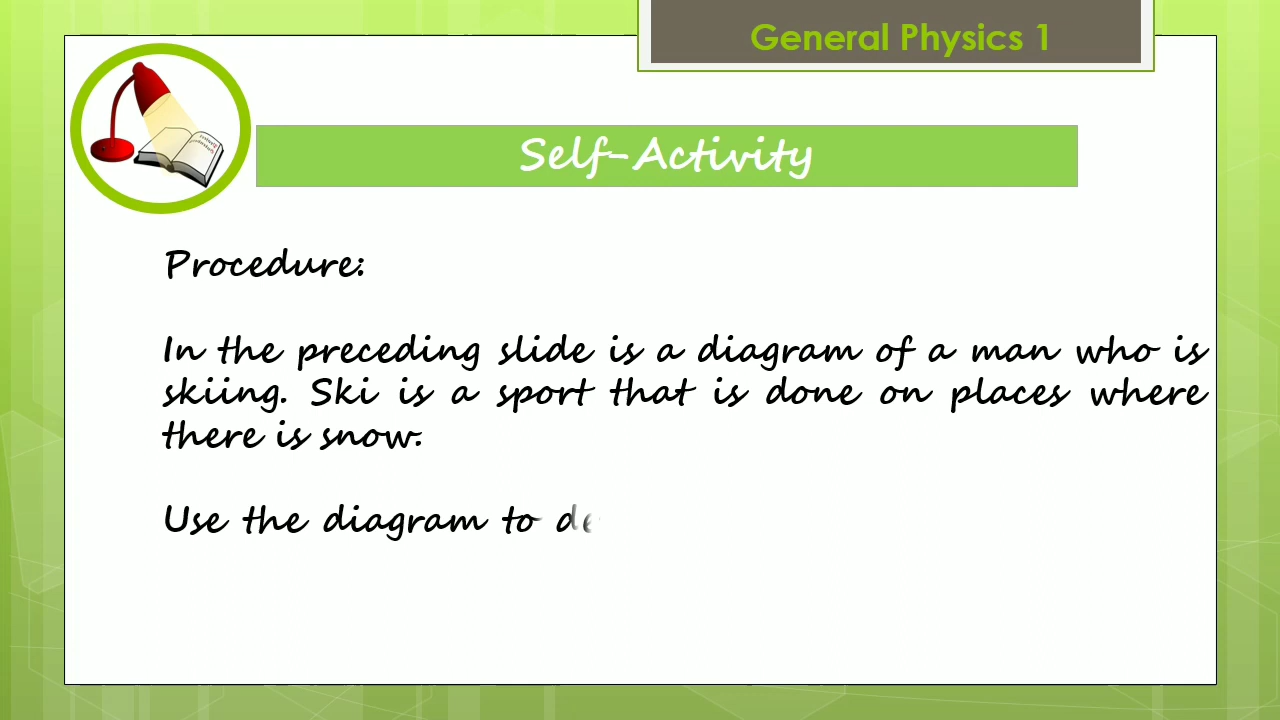 General Physics 1
Self-Activity
Procedure:
In the preceding slide is a diagram of a man who is
skiing. Ski is a sport that is done on places where
there is snow.
Use the diagram to